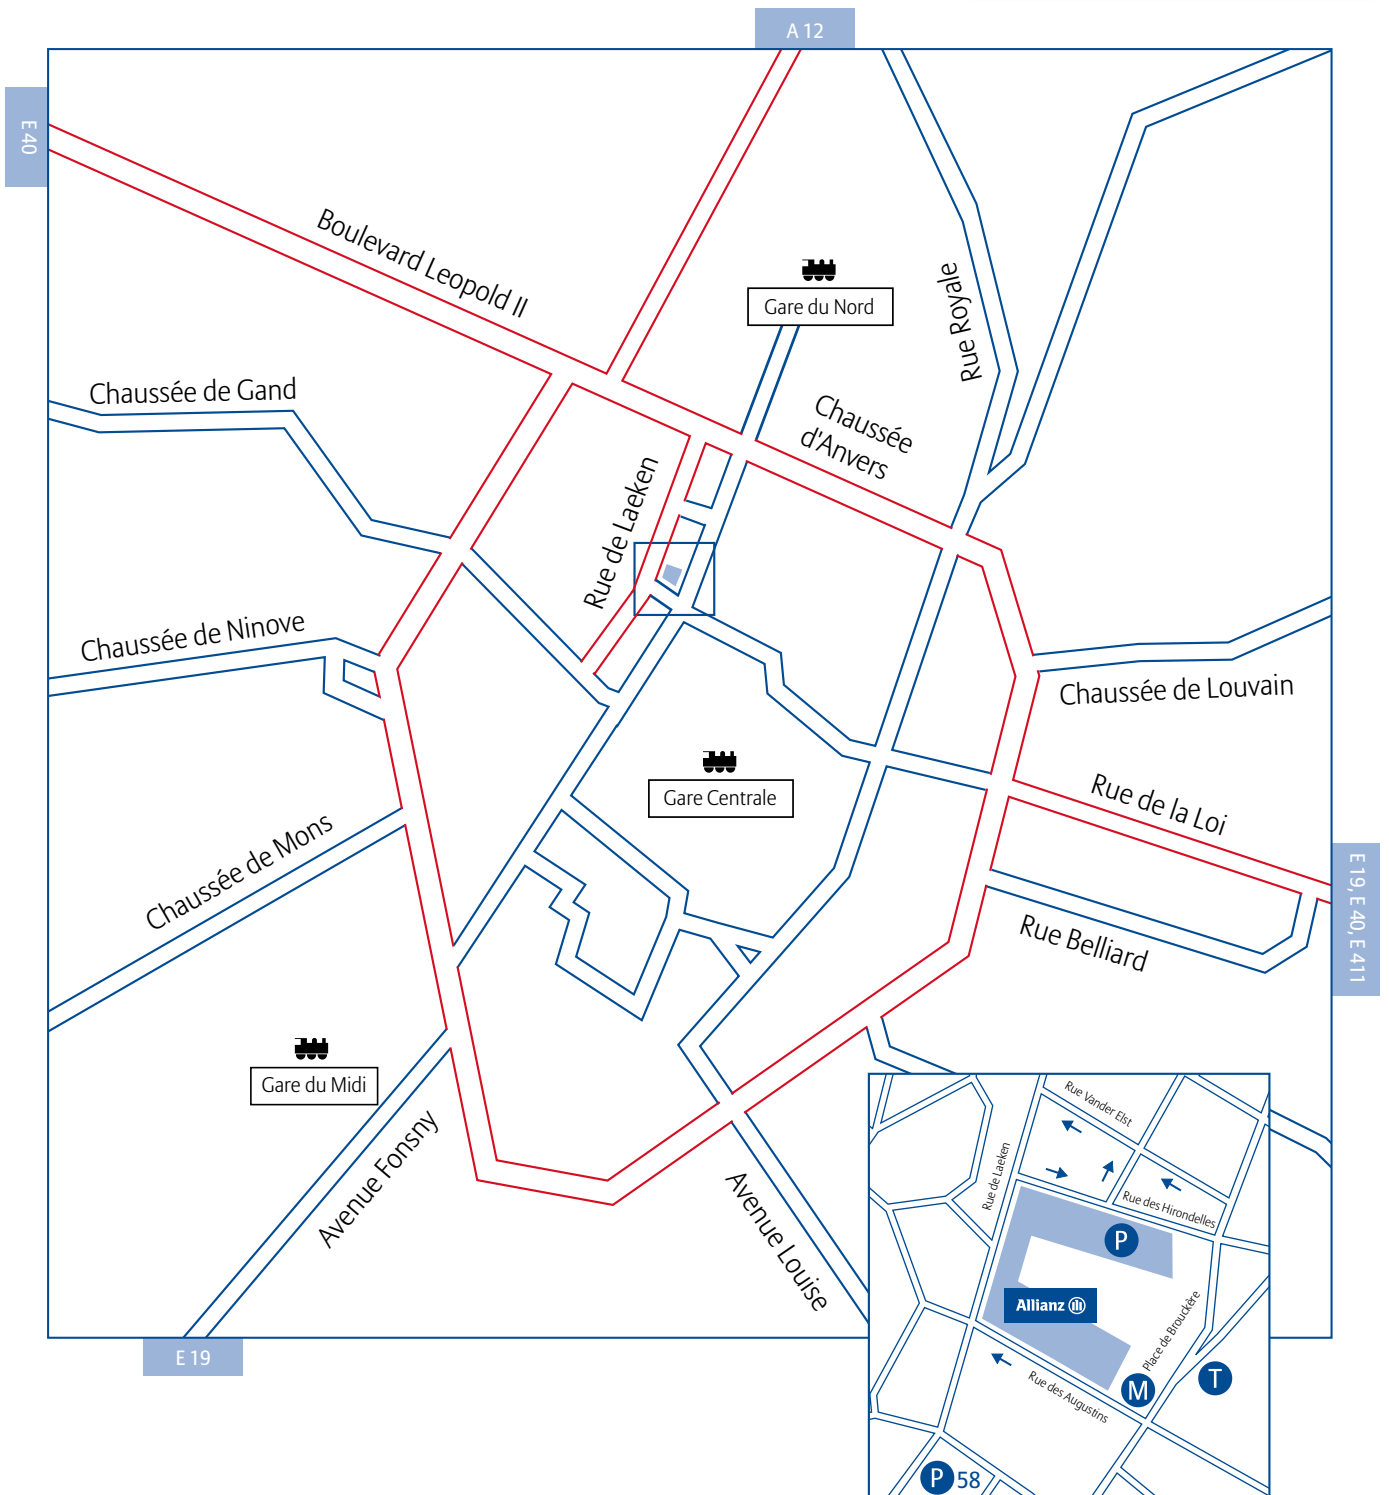 A 12
E 40
Boulevard Leopold II
Gare du Nord
Rue Royale
Chaussée de Gand
Chaussée
d'Anvers
Rue de Laeken
Chaussée de Ninove
Chaussée de Louvain
Gare Centrale
Rue de la Loi
Chaussée de Mons
E 19, E 40, E 411
Rue Belliard
Gare du Midi
Avenue Fonsny
Avenue Louise
E 19
Rue Vander Elst
Rue de Laeken
Rue des Hirondelles
P
Allianz
Place de Brouckère
Rue des Augustins
M
T
P 58